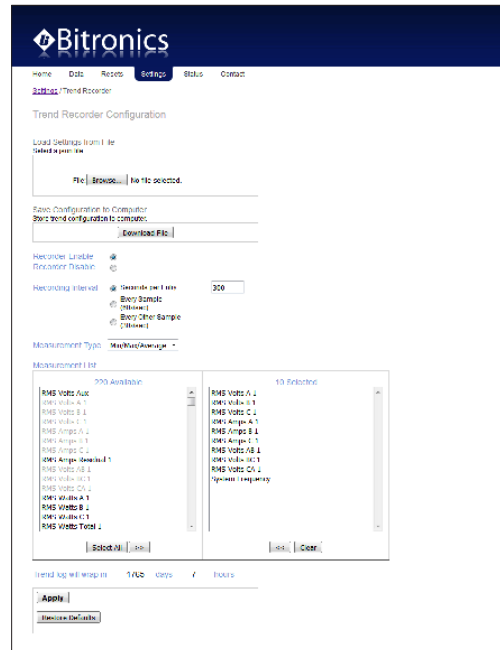 Bitronics
Home Data Resets Settings Status Contact
Settings / Trend Recorder
Trend Recorder Configuration
Load Settings from File
Select a json file
File Browse... No file selected.
Save Configuration to Computer
Store trend configuration to computer.
Download File
Recorder Enable
Recorder Disable
Recording Interval Seconds per Entry 300
Every Sample
Every Other Sample
Measurement Type Min/Max/Average
Measurement List
220 Available 10 Selected
RMS Volts Aux RMS Volts A 1
RMS Volts A 1 RMS Volts B 1
RMS Volts B 1 RMS Volts C 1
RMS Volts C 1 RMS Amps A 1
RMS Amps A 1 RMS Amps B 1
RMS Amps B 1 RMS Amps C 1
RMS Amps C 1 RMS Volts AB 1
RMS Amps Residual 1 RMS Volts BC 1
RMS Volts AB 1 RMS Volts CA 1
RMS Volts BC 1 System Frequency
RMS Volts CA 1
RMS Watts A 1
RMS Watts B 1
RMS Watts C 1
RMS Watts Total 1
Select All >> << Clear
Trend log will wrap in 1765 days 7 hours
Apply
Restore Defaults